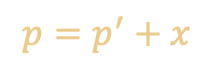 p = p′ + x